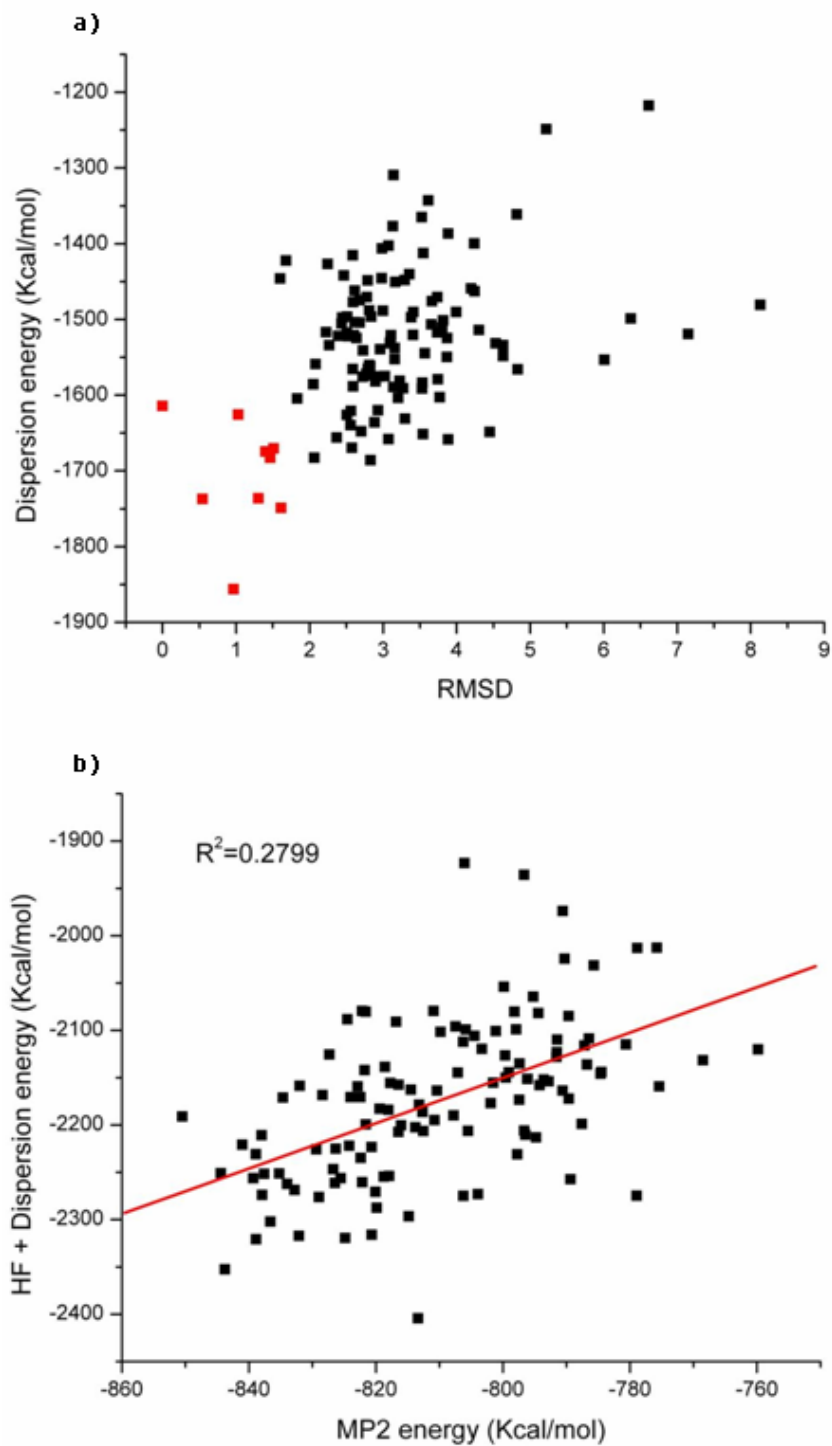 a)
-1200
-1300
-1400
-1500
-1600
-1700
-1800
-1900
Dispersion energy (Kcal/mol)
0 1 2 3 4 5 6 7 8 9
RMSD
b)
R²=0.2799
-1900
-2000
-2100
-2200
-2300
-2400
HF + Dispersion energy (Kcal/mol)
-860 -840 -820 -800 -780 -760
MP2 energy (Kcal/mol)